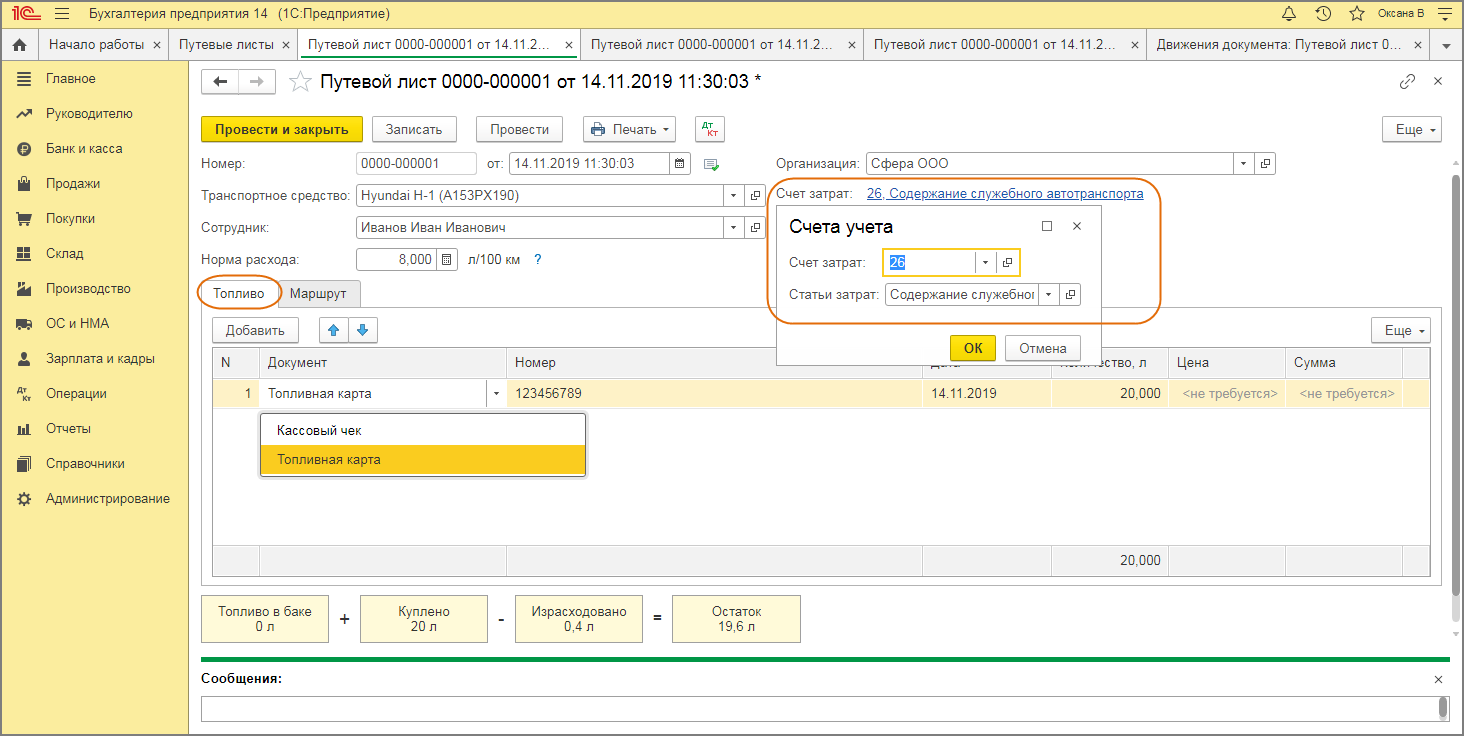 1С Бухгалтерия предприятия 14 (1С:Предприятие) Оксана В
Начало работы × Путевые листы × Путевой лист 0000-000001 от 14.11.2... × Путевой лист 0000-000001 от 14.11.2... × Путевой лист 0000-000001 от 14.11.2... × Движения документа: Путевой лист 0... ×
Главное
Руководителю
Банк и касса
Продажи
Покупки
Склад
Производство
ОС и НМА
Зарплата и кадры
Дт Кт Операции
Отчеты
Справочники
Администрирование
Путевой лист 0000-000001 от 14.11.2019 11:30:03 *
Провести и закрыть Записать Провести Печать Дт Кт Еще
Номер: 0000-000001 от: 14.11.2019 11:30:03 Организация: Сфера ООО
Транспортное средство: Hyundai H-1 (А153РХ190) Счет затрат: 26, Содержание служебного автотранспорта
Сотрудник: Иванов Иван Иванович
Норма расхода: 8,000 л/100 км ?
Счета учета
Счет затрат: 26
Статьи затрат: Содержание служебног
ОК Отмена
Топливо Маршрут
Добавить Еще
N Документ Номер Количество, л Цена Сумма
1 Топливная карта 123456789 14.11.2019 20,000 <не требуется> <не требуется>
Кассовый чек
Топливная карта
20,000
Топливо в баке + Куплено - Израсходовано = Остаток
0 л 20 л 0,4 л 19,6 л
Сообщения: